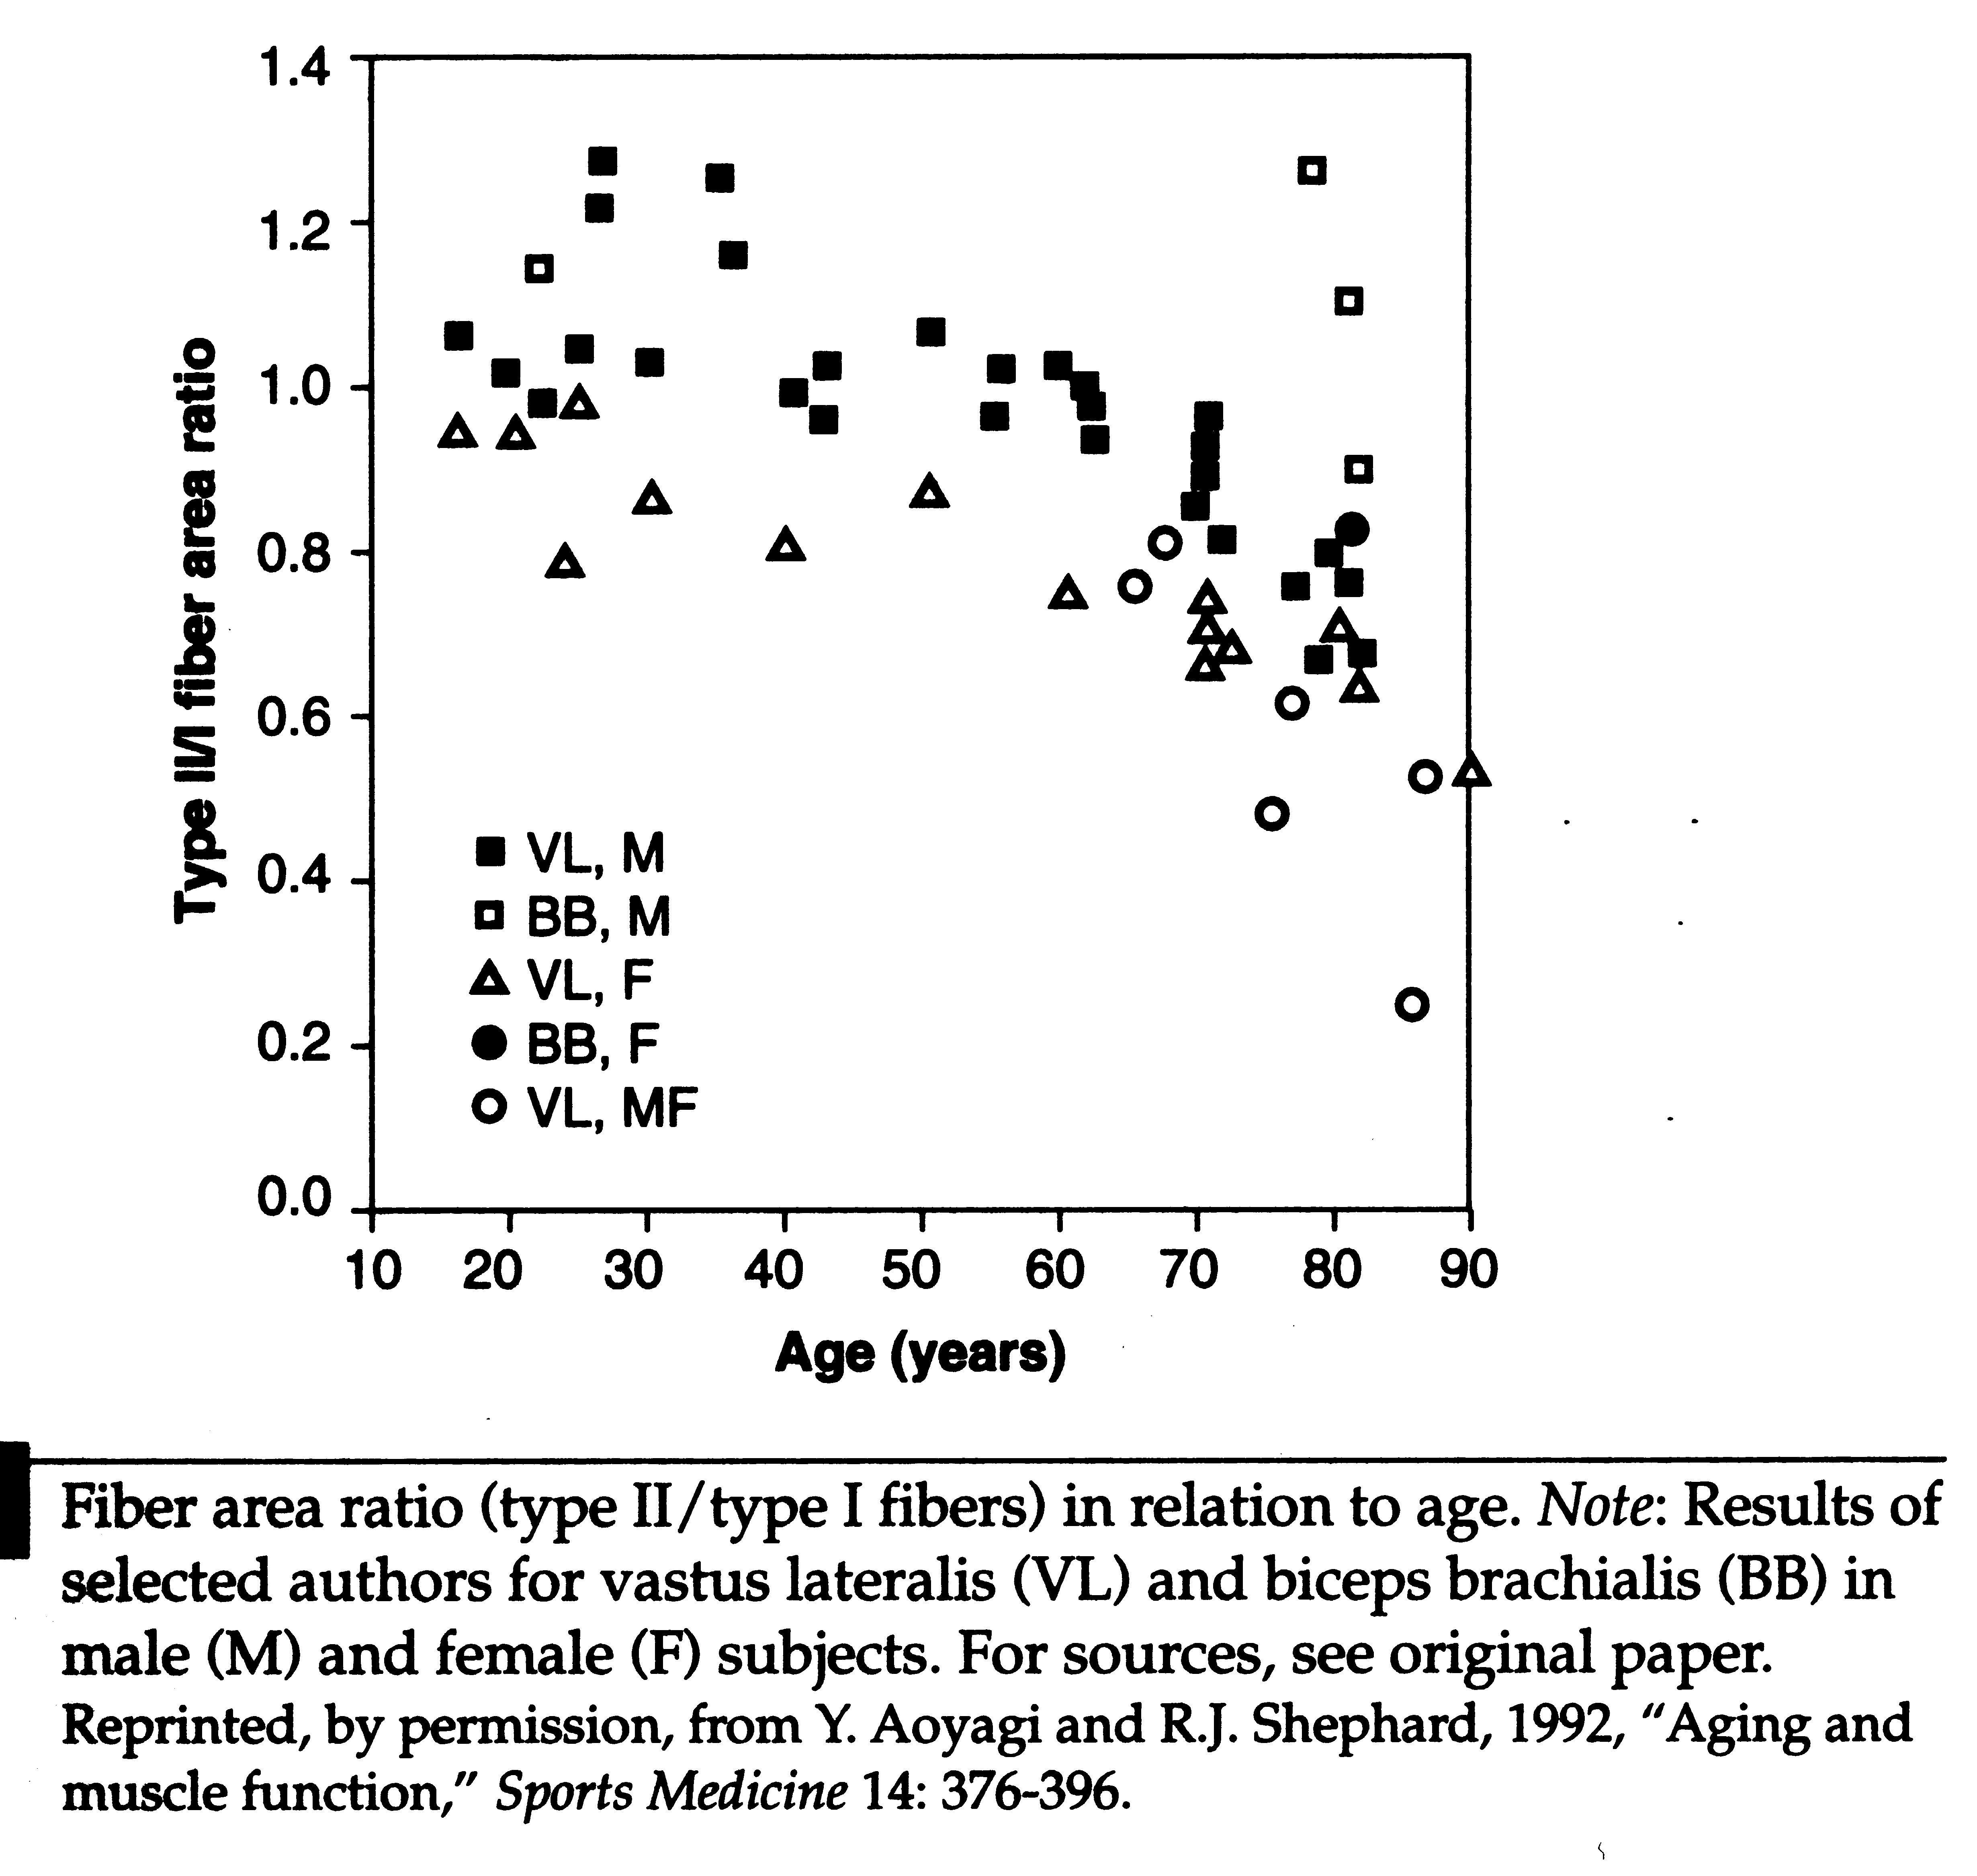 1.4
1.2
1.0
0.8
0.6
0.4
0.2
0.0
Type II/I fiber area ratio
VL, M
BB, M
VL, F
BB, F
VL, MF
10 20 30 40 50 60 70 80 90
Age (years)
Fiber area ratio (type II/type I fibers) in relation to age. Note: Results of
selected authors for vastus lateralis (VL) and biceps brachialis (BB) in
male (M) and female (F) subjects. For sources, see original paper.
Reprinted, by permission, from Y. Aoyagi and R.J. Shephard, 1992, “Aging and
muscle function,” Sports Medicine 14: 376-396.